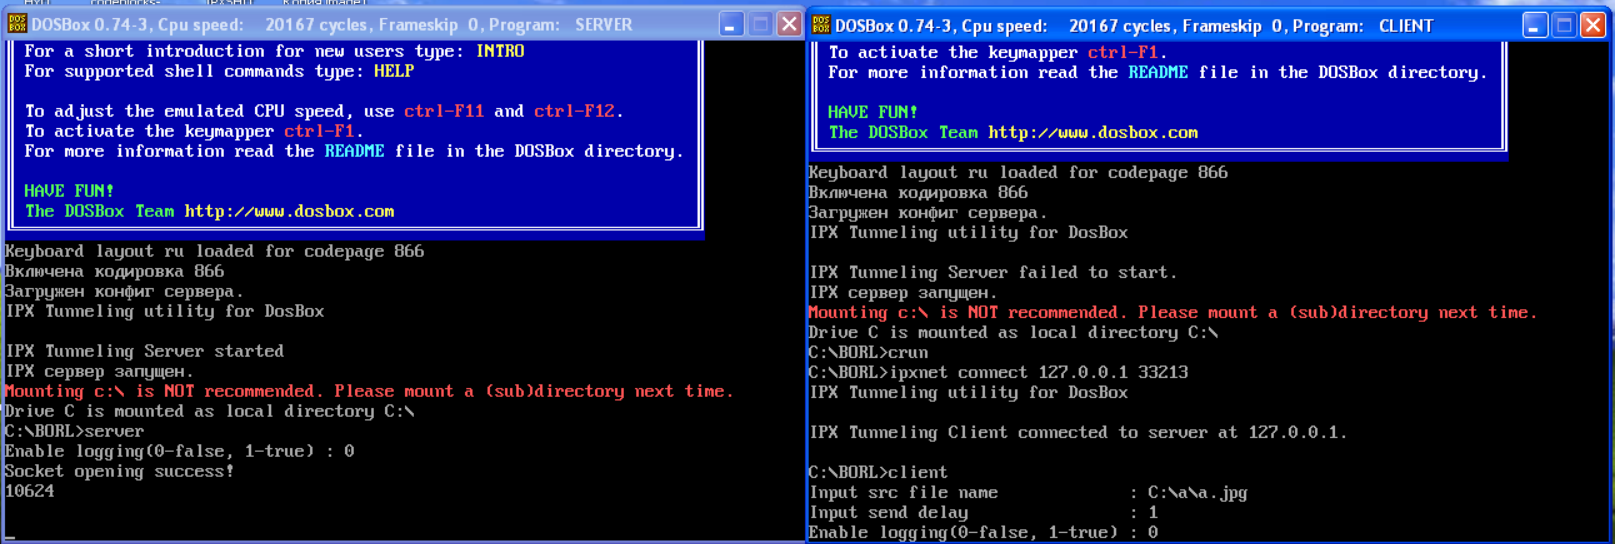 DOSBox 0.74-3, Cpu speed: 20167 cycles, Frameskip 0, Program: SERVER
For a short introduction for new users type: INTRO
For supported shell commands type: HELP
To adjust the emulated CPU speed, use ctrl-F11 and ctrl-F12.
To activate the keymapper ctrl-F1.
For more information read the README file in the DOSBox directory.
HAVE FUN!
The DOSBox Team http://www.dosbox.com
Keyboard layout ru loaded for codepage 866
Включена кодировка 866
Загружен конфиг сервера.
IPX Tunneling utility for DosBox
IPX Tunneling Server started
IPX сервер запущен.
Mounting c:\ is NOT recommended. Please mount a (sub)directory next time.
Drive C is mounted as local directory C:\
C:\BORL>server
Enable logging(0-false, 1-true) : 0
Socket opening success!
10624
DOSBox 0.74-3, Cpu speed: 20167 cycles, Frameskip 0, Program: CLIENT
To activate the keymapper ctrl-F1.
For more information read the README file in the DOSBox directory.
HAVE FUN!
The DOSBox Team http://www.dosbox.com
Keyboard layout ru loaded for codepage 866
Включена кодировка 866
Загружен конфиг сервера.
IPX Tunneling utility for DosBox
IPX Tunneling Server failed to start.
IPX сервер запущен.
Mounting c:\ is NOT recommended. Please mount a (sub)directory next time.
Drive C is mounted as local directory C:\
C:\BORL>crun
C:\BORL>ipxnet connect 127.0.0.1 33213
IPX Tunneling utility for DosBox
IPX Tunneling Client connected to server at 127.0.0.1.
C:\BORL>client
Input src file name : C:\a\a.jpg
Input send delay : 1
Enable logging(0-false, 1-true) : 0